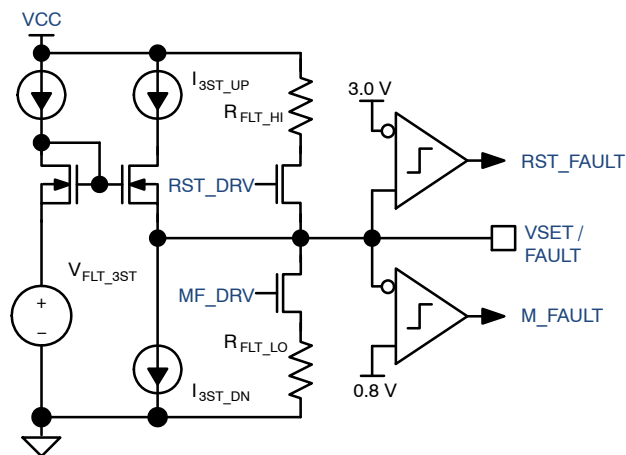 VCC
I3ST_UP
RFLT_HI
3.0 V
RST_FAULT
RST_DRV
VSET /
FAULT
VFLT_3ST
MF_DRV
M_FAULT
+
–
RFLT_LO
0.8 V
I3ST_DN